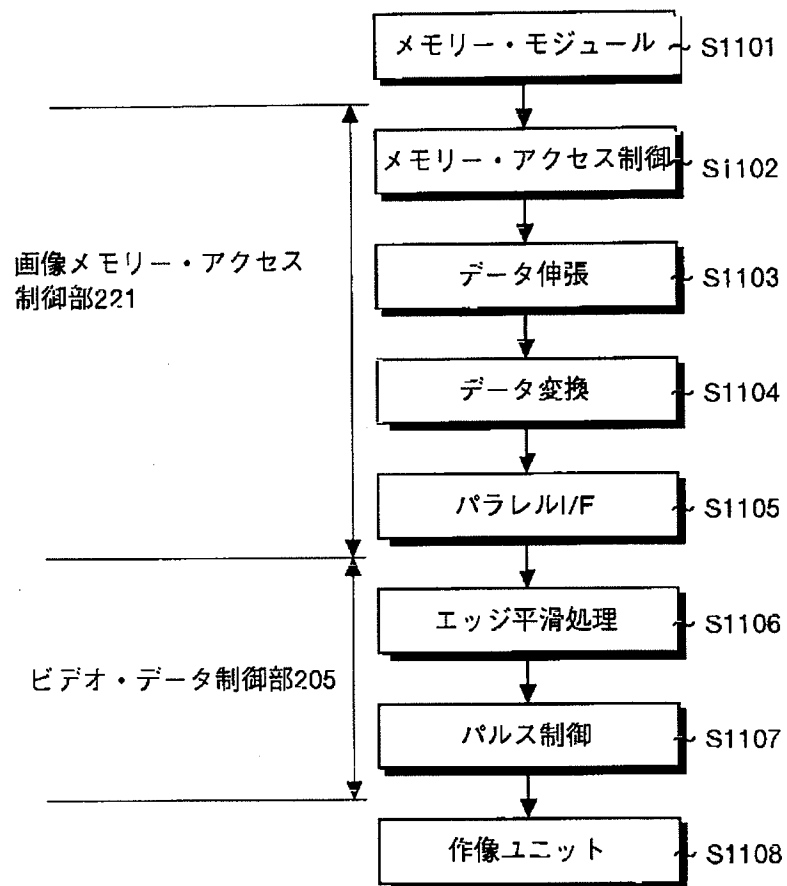 メモリー・モジュール S1101
メモリー・アクセス制御 Si102
データ伸張 S1103
画像メモリー・アクセス
制御部221
データ変換 S1104
パラレルI/F S1105
エッジ平滑処理 S1106
ビデオ・データ制御部205
パルス制御 S1107
作像ユニット S1108